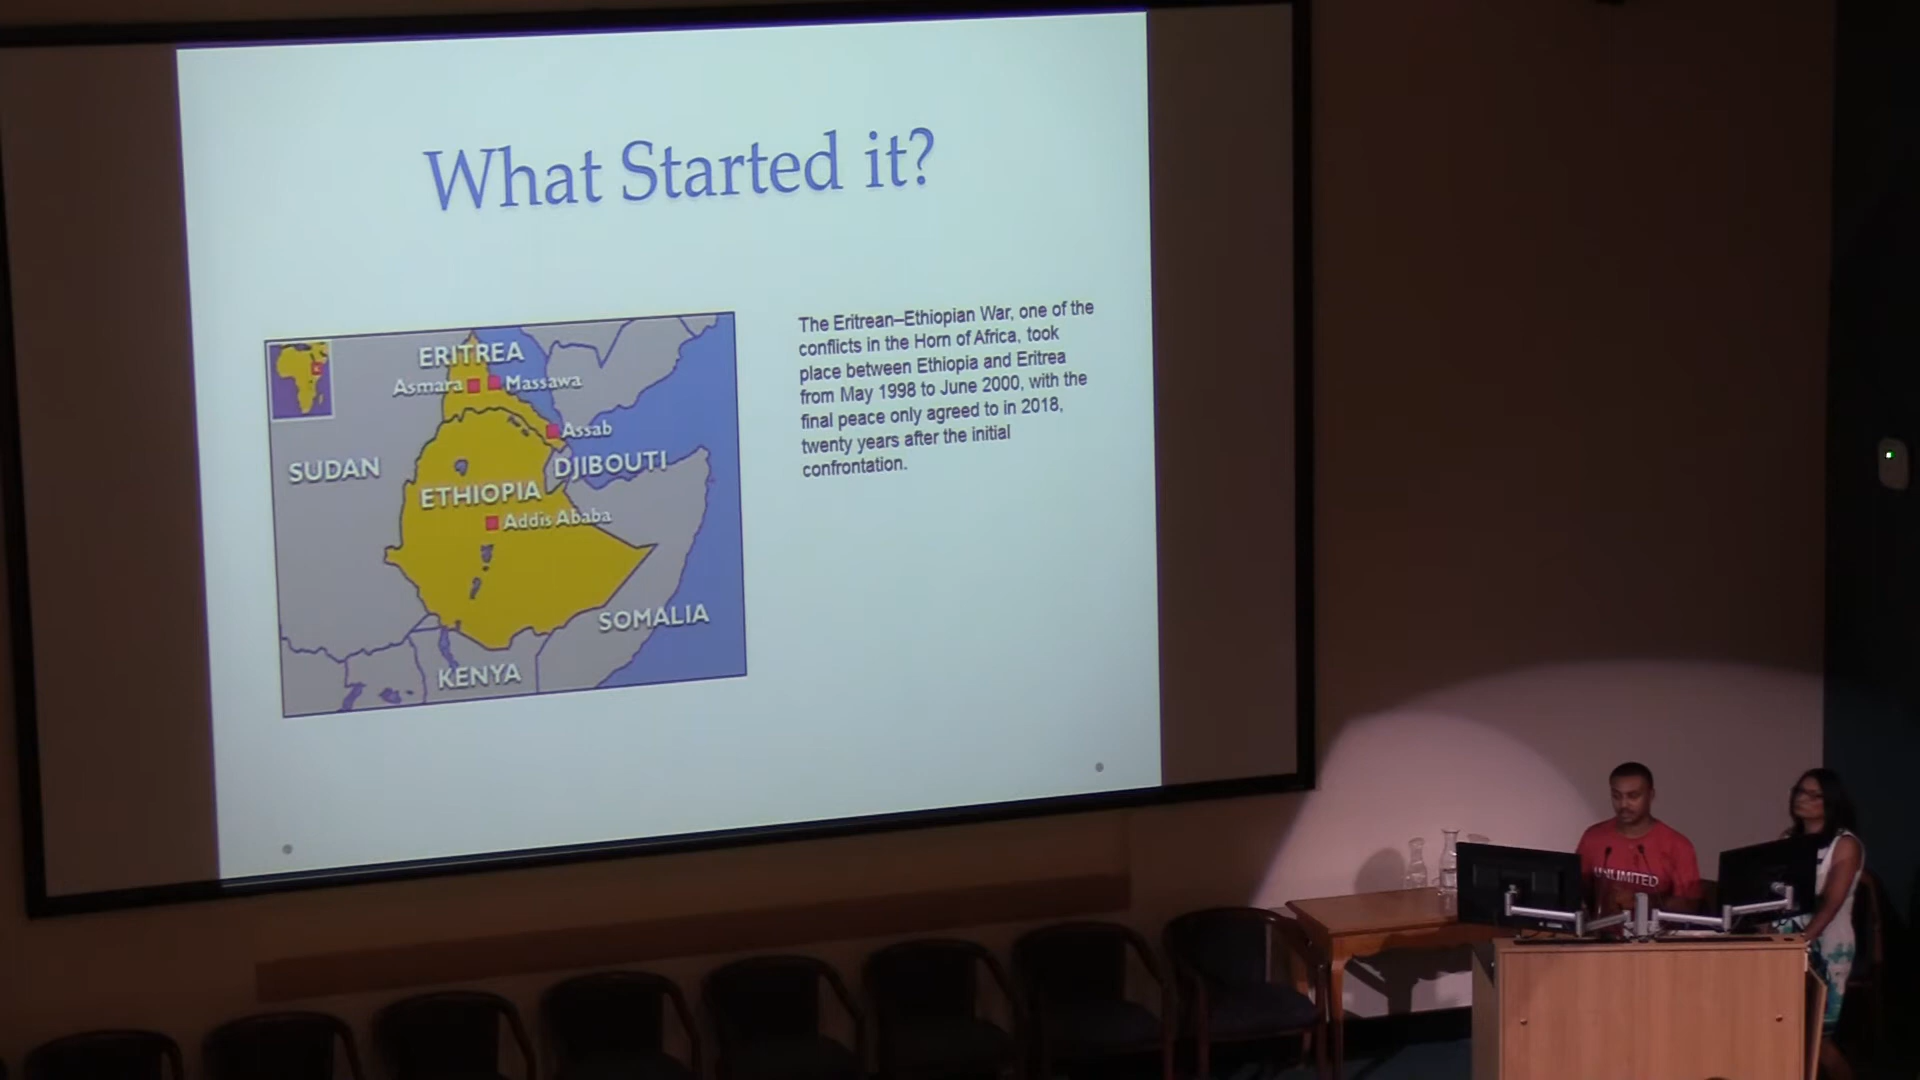 What Started it?
The Eritrean–Ethiopian War, one of the
conflicts in the Horn of Africa, took
place between Ethiopia and Eritrea
from May 1998 to June 2000, with the
final peace only agreed to in 2018,
twenty years after the initial
confrontation.
ERITREA
Asmara
Massawa
Assab
SUDAN
DJIBOUTI
ETHIOPIA
Addis Ababa
SOMALIA
KENYA
UNLIMITED